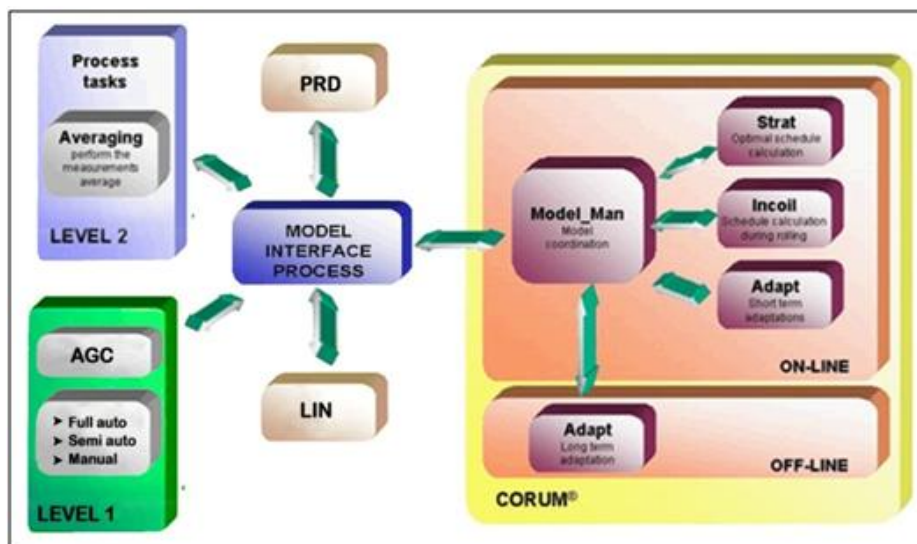 Process
tasks
Averaging
perform the
measurements
average
LEVEL 2
PRD
MODEL
INTERFACE
PROCESS
LEVEL 1
AGC
➤ Full auto
➤ Semi auto
➤ Manual
LIN
Model_Man
Model
coordination
Strat
Optimal schedule
calculation
Incoil
Schedule calculation
during rolling
Adapt
Short term
adaptations
ON-LINE
Adapt
Long term
adaptation
OFF-LINE
CORUM®